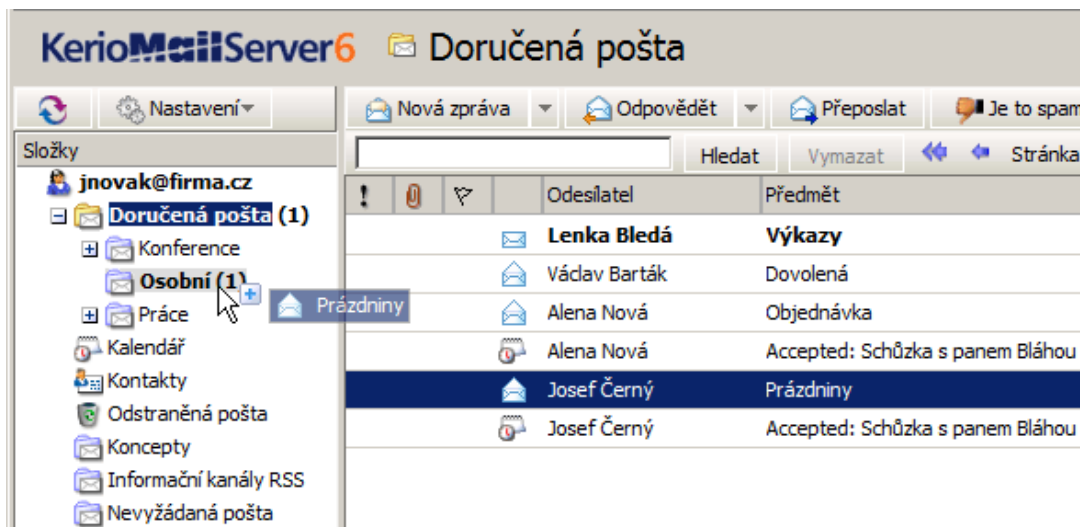 KerioMailServer6 Doručená pošta
Nastavení Nová zpráva Odpovědět Přeposlat Je to spam
Složky
Hledat Vymazat Stránka
jnovak@firma.cz
Doručená pošta (1)
Konference
Osobní (1)
Práce
Kalendář
Kontakty
Odstraněná pošta
Koncepty
Informační kanály RSS
Nevyžádaná pošta
Prázdniny
! Odesílatel Předmět
Lenka Bledá Výkazy
Václav Barták Dovolená
Alena Nová Objednávka
Alena Nová Accepted: Schůzka s panem Bláhou
Josef Černý Prázdniny
Josef Černý Accepted: Schůzka s panem Bláhou